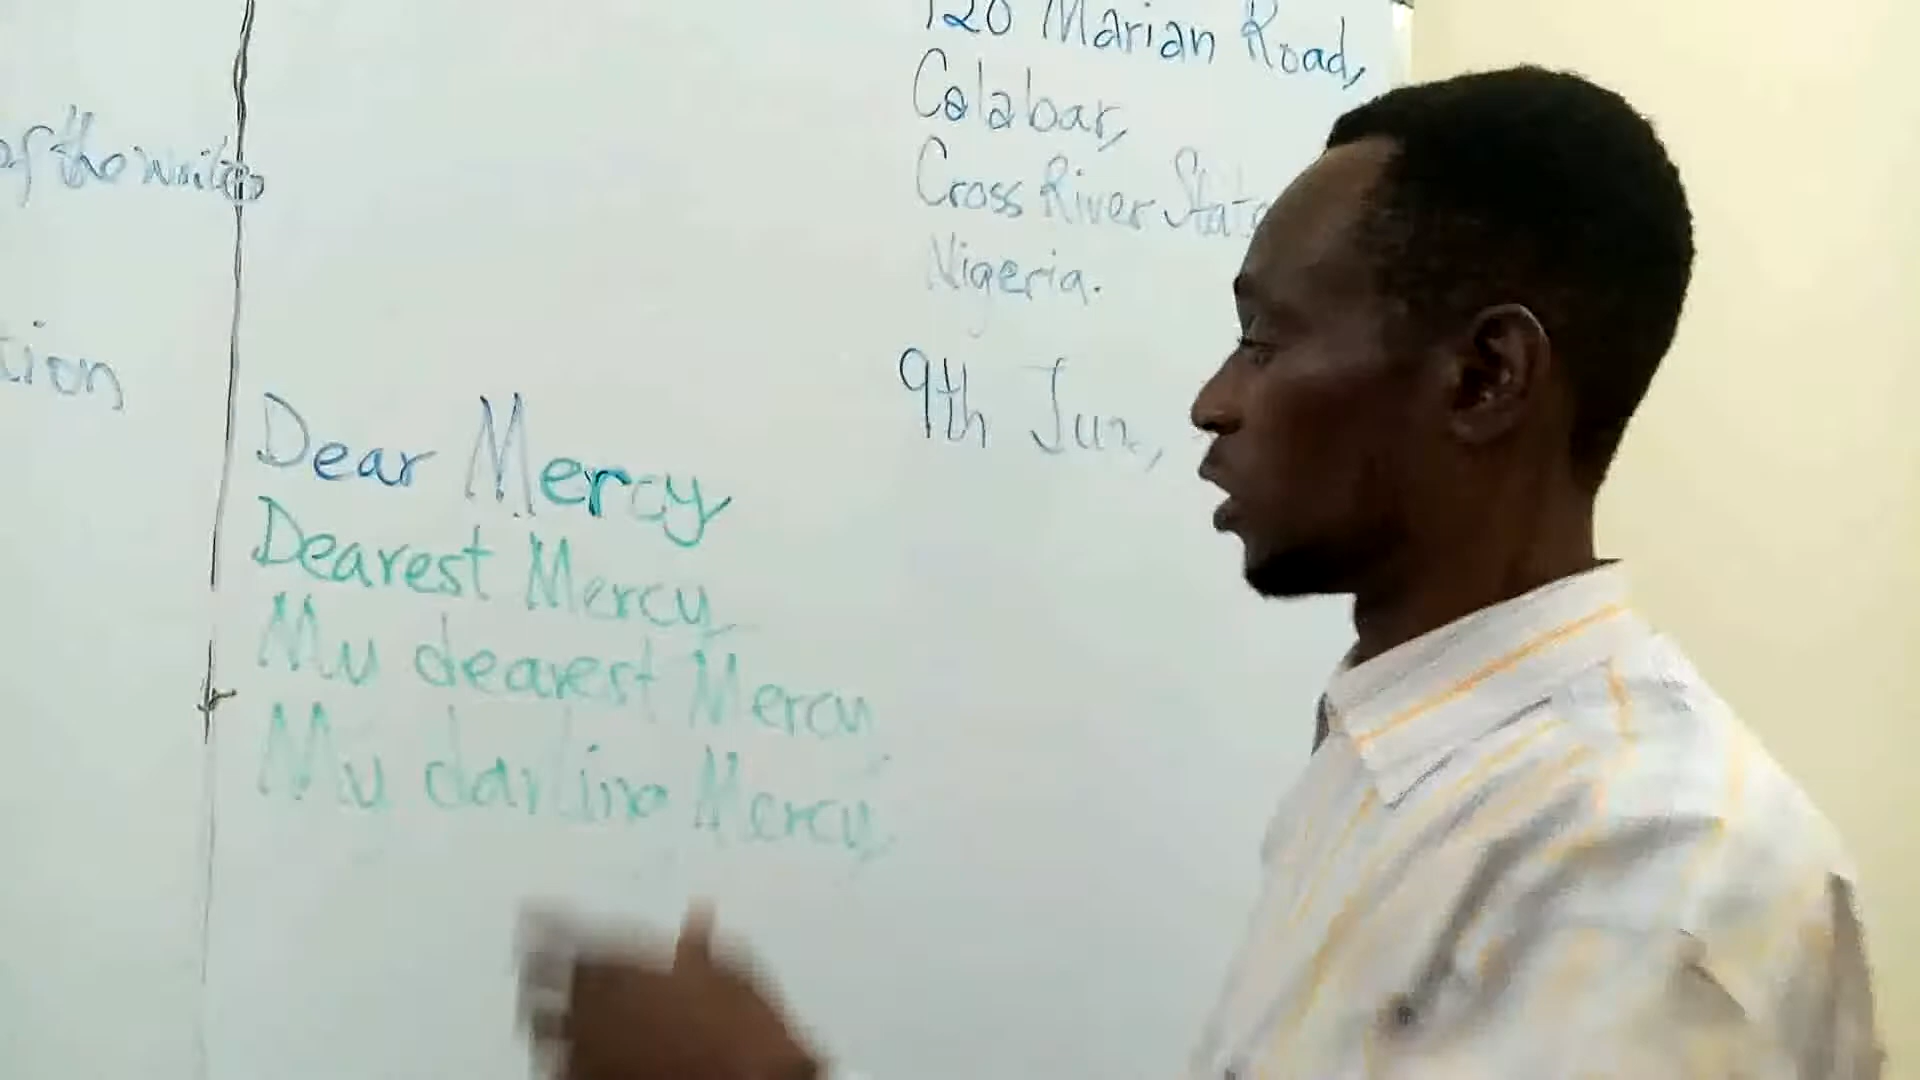 of the writer
tion
120 Marian Road,
Calabar,
Cross River State
Nigeria.
9th Jun,
Dear Mercy
Dearest Mercy
My dearest Mercy
My darling Mercy,